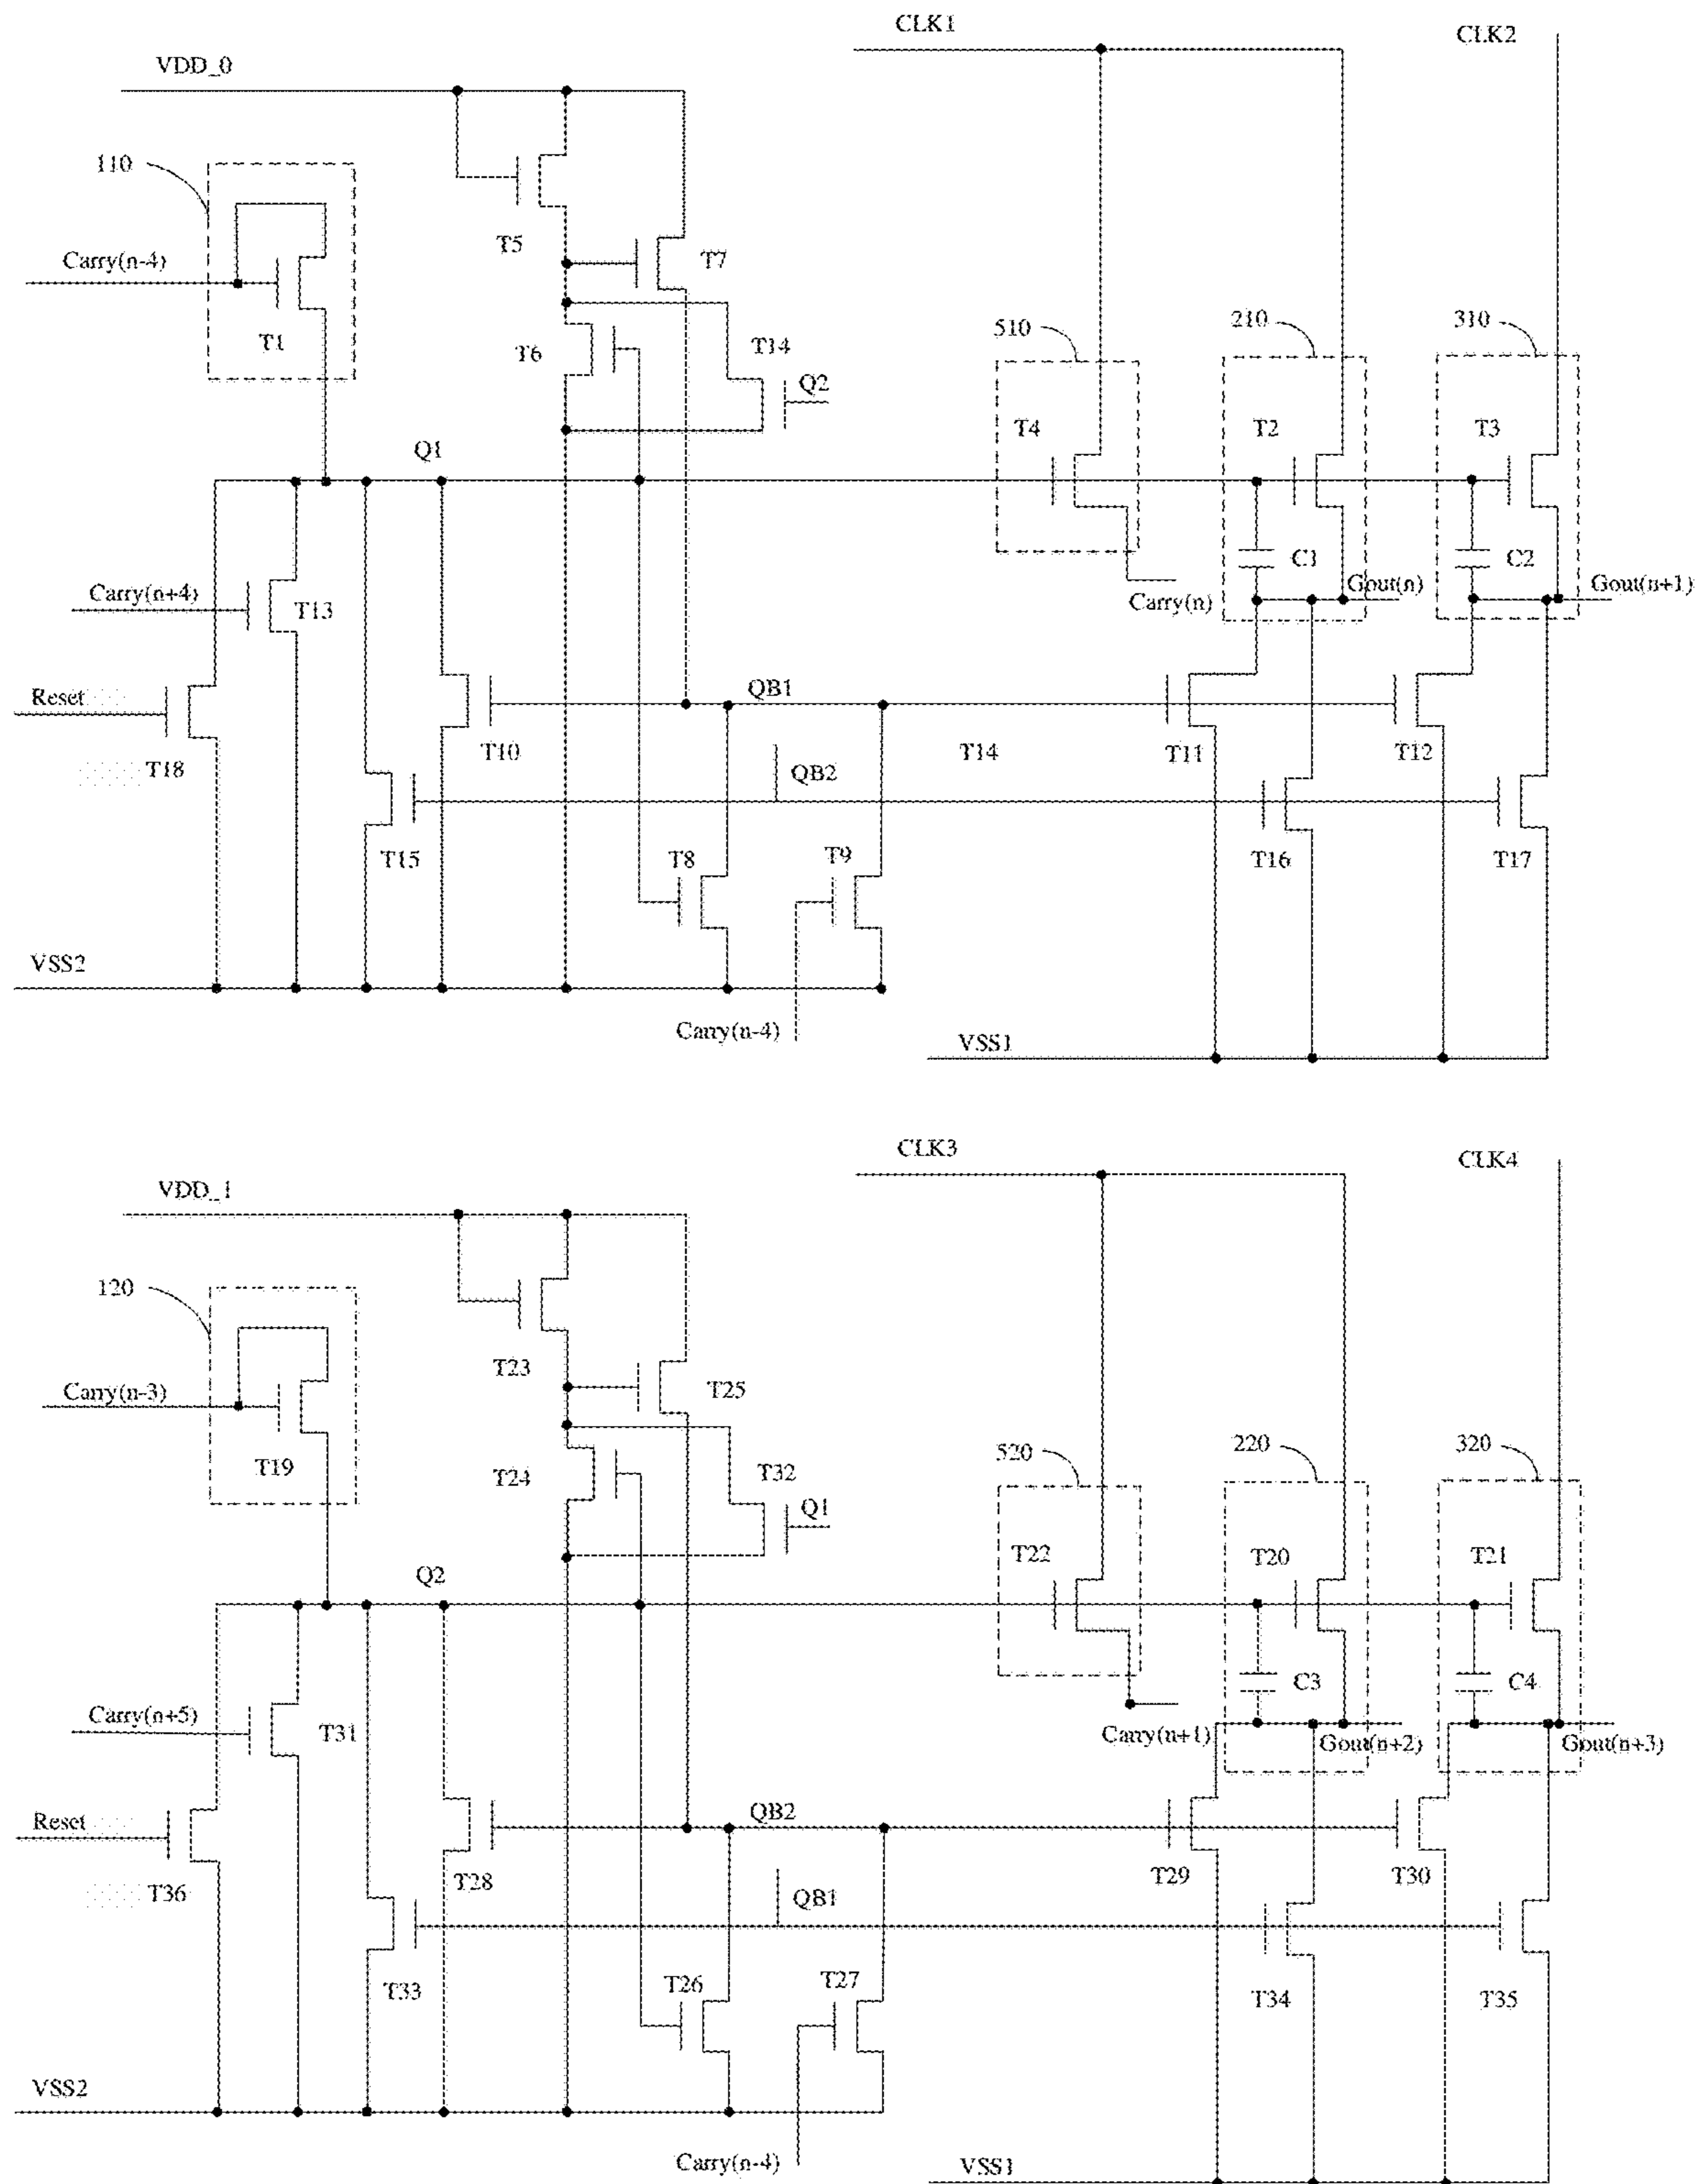 CLK1
CLK2
VDD_0
110
T5
T7
Carry(n-4)
T1
T6
T14
Q2
510
210
310
T4
T2
T3
Q1
C1
C2
Carry(n)
Gout(n)
Gout(n+1)
Carry(n+4)
T13
Reset
T18
T10
QB1
T14
T11
T12
QB2
T15
T8
T9
T16
T17
VSS2
Carry(n-4)
VSS1
CLK3
CLK4
VDD_1
120
T23
T25
Carry(n-3)
T19
T24
T32
Q1
520
220
320
T22
T20
T21
Q2
C3
C4
Carry(n+1)
Gout(n+2)
Gout(n+3)
Carry(n+5)
T31
Reset
T36
T28
QB2
T29
T30
QB1
T33
T26
T27
T34
T35
VSS2
Carry(n-4)
VSS1